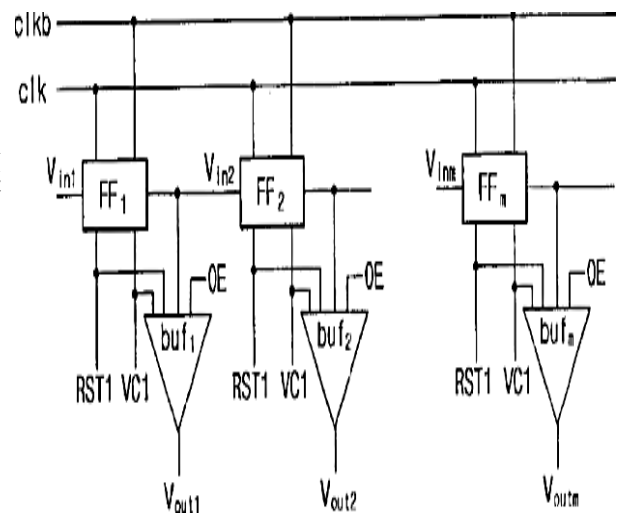 clkb
clk
Vin1 FF1 Vin2 FF2 Vinm FFm
OE OE OE
buf1 buf2 bufm
RST1 VC1 RST1 VC1 RST1 VC1
Vout1 Vout2 Voutm